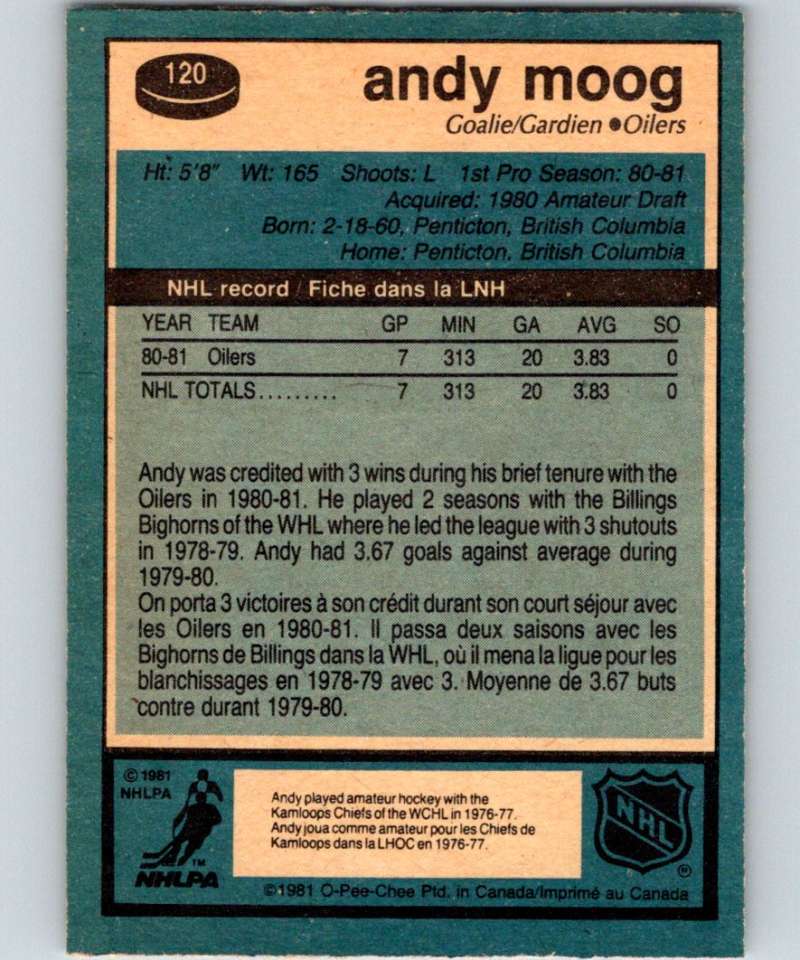 120
andy moog
Goalie/Gardien • Oilers
Ht: 5'8" Wt: 165 Shoots: L 1st Pro Season: 80-81
Acquired: 1980 Amateur Draft
Born: 2-18-60, Penticton, British Columbia
Home: Penticton, British Columbia
NHL record / Fiche dans la LNH
YEAR TEAM GP MIN GA AVG SO
80-81 Oilers 7 313 20 3.83 0
NHL TOTALS......... 7 313 20 3.83 0
Andy was credited with 3 wins during his brief tenure with the
Oilers in 1980-81. He played 2 seasons with the Billings
Bighorns of the WHL where he led the league with 3 shutouts
in 1978-79. Andy had 3.67 goals against average during
1979-80.
On porta 3 victoires à son crédit durant son court séjour avec
les Oilers en 1980-81. Il passa deux saisons avec les
Bighorns de Billings dans la WHL, où il mena la ligue pour les
blanchissages en 1978-79 avec 3. Moyenne de 3.67 buts
contre durant 1979-80.
© 1981
NHLPA
TM
NHLPA
Andy played amateur hockey with the
Kamloops Chiefs of the WCHL in 1976-77.
Andy joua comme amateur pour les Chiefs de
Kamloops dans la LHOC en 1976-77.
NHL
®
©1981 O-Pee-Chee Ptd. in Canada/Imprimé au Canada